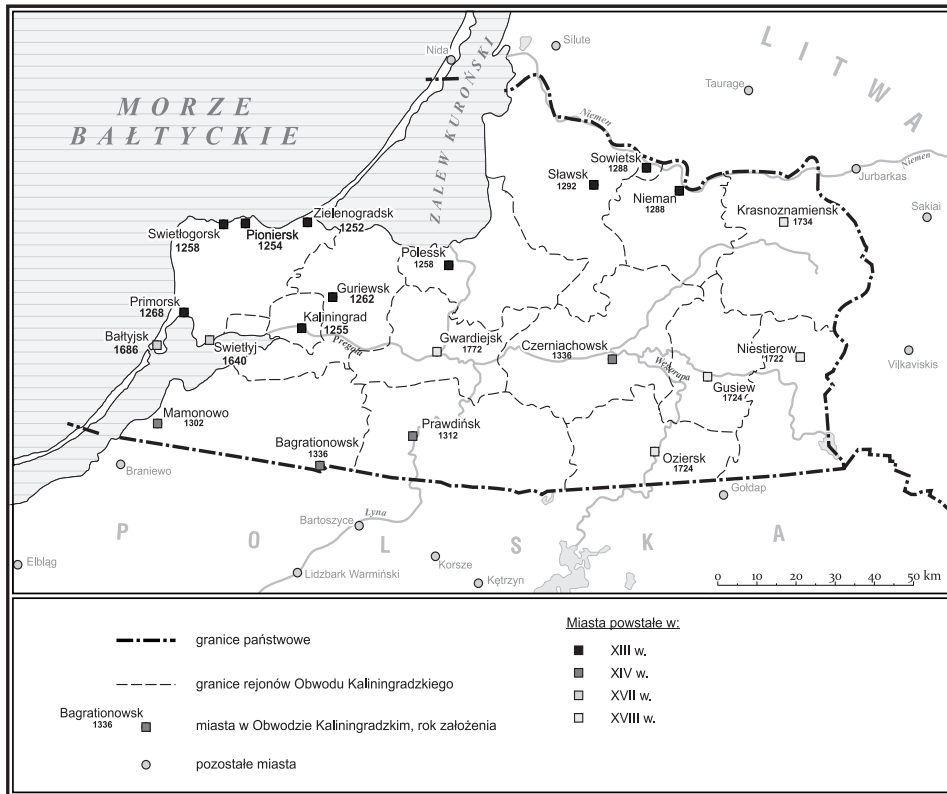 Nida
Silute
L I T W A
Taurage
MORZE
BAŁTYCKIE
ZALEW KUROŃSKI
Niemen
Sowietsk
1288
Niemen
Jurbarkas
Sławsk
1292
Nieman
1288
Sakiai
Krasnoznamiensk
1734
Zielenogradsk
1252
Swietłogorsk
1258
Pioniersk
1254
Polessk
1258
Guriewsk
1262
Primorsk
1268
Kaliningrad
1255
Bałtyjsk
1686
Swietłyj
1640
Pregoła
Gwardiejsk
1772
Czerniachowsk
1336
Niestierow
1722
Vilkaviskis
Węgorapa
Gusiew
1724
Mamonowo
1302
Prawdińsk
1312
Bagrationowsk
1336
Oziersk
1724
Braniewo
Gołdap
Bartoszyce
Łyna
P O L S K A
Elbląg
Lidzbark Warmiński
Korsze
Kętrzyn
0 10 20 30 40 50 km
granice państwowe
granice rejonów Obwodu Kaliningradzkiego
Bagrationowsk
1336
miasta w Obwodzie Kaliningradzkim, rok założenia
pozostałe miasta
Miasta powstałe w:
XIII w.
XIV w.
XVII w.
XVIII w.